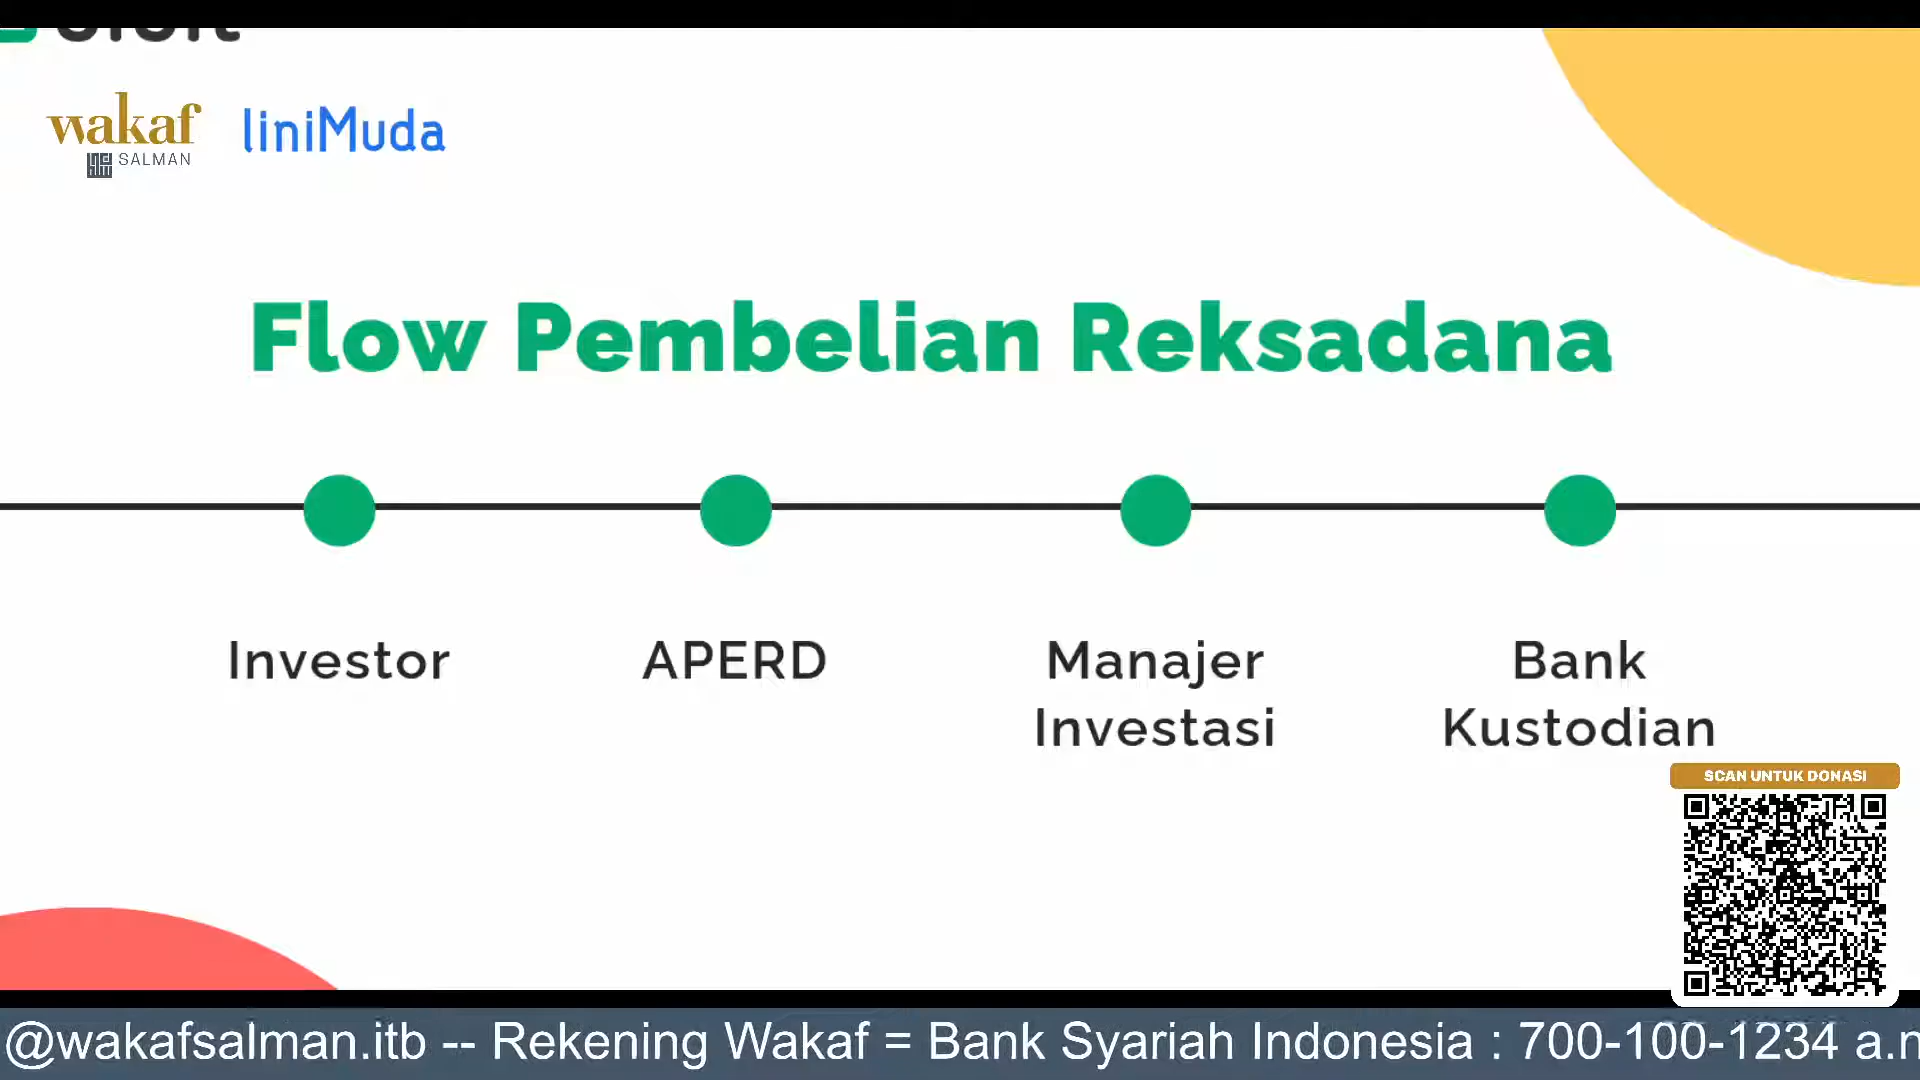 wakaf
SALMAN
liniMuda
Flow Pembelian Reksadana
Investor
APERD
Manajer
Investasi
Bank
Kustodian
SCAN UNTUK DONASI
@wakafsalman.itb -- Rekening Wakaf = Bank Syariah Indonesia : 700-100-1234